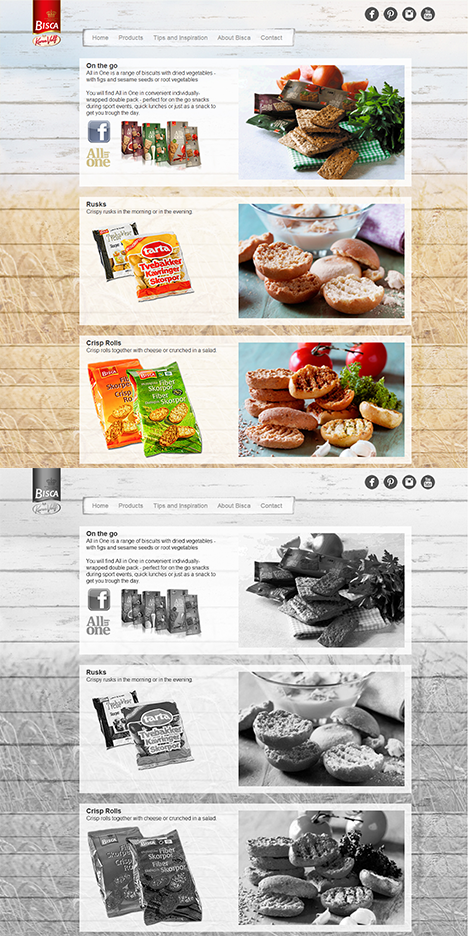 BISCA
Karen Volf
Home Products Tips and Inspiration About Bisca Contact
On the go
All in One is a range of biscuits with dried vegetables -
with figs and sesame seeds or root vegetables
You will find All in One in convenient individually-
wrapped double pack - perfect for on the go snacks
during sport events, quick lunches or just as a snack to
get you trough the day.
All in
one
Rusks
Crispy rusks in the morning or in the evening.
tarta
Tvebakker
Kavringer
Skorpor
Crisp Rolls
Crisp rolls together with cheese or crunched in a salad
BISCA
Fiber
Skorpor
BISCA
Karen Volf
Home Products Tips and Inspiration About Bisca Contact
On the go
All in One is a range of biscuits with dried vegetables -
with figs and sesame seeds or root vegetables
You will find All in One in convenient individually-
wrapped double pack - perfect for on the go snacks
during sport events, quick lunches or just as a snack to
get you trough the day.
All in
one
Rusks
Crispy rusks in the morning or in the evening.
tarta
Tvebakker
Kavringer
Skorpor
Crisp Rolls
Crisp rolls together with cheese or crunched in a salad
BISCA
Fiber
Skorpor